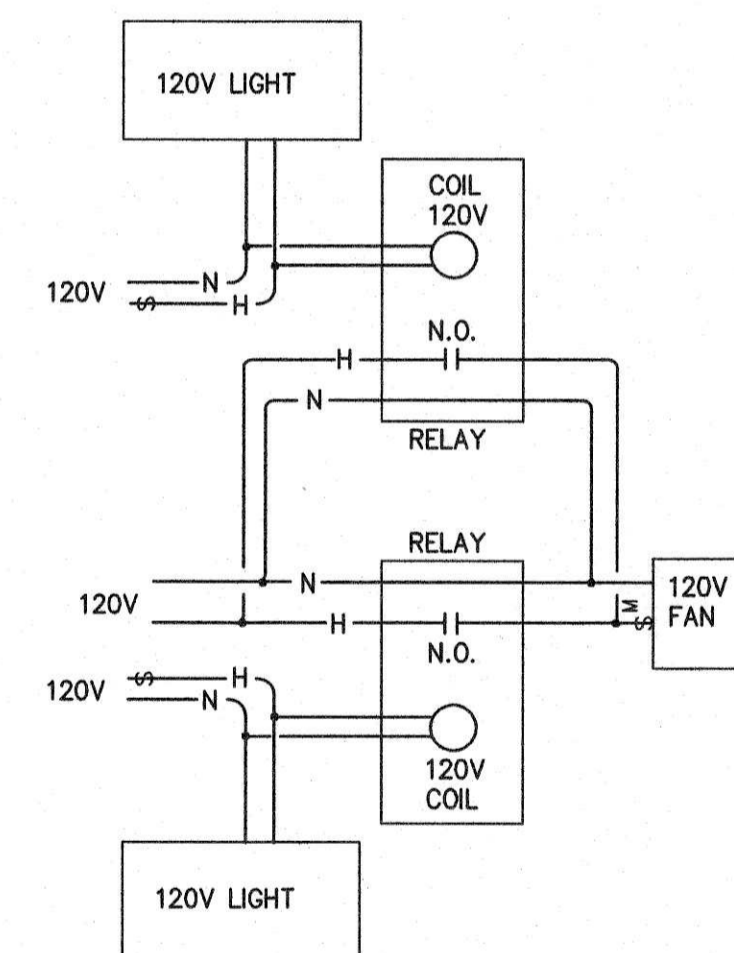 120V LIGHT
COIL
120V
N
120V
S
H
N.O.
H
N
RELAY
RELAY
N
120V
FAN
120V
M
S
H
N.O.
S
H
120V
N
120V
COIL
120V LIGHT